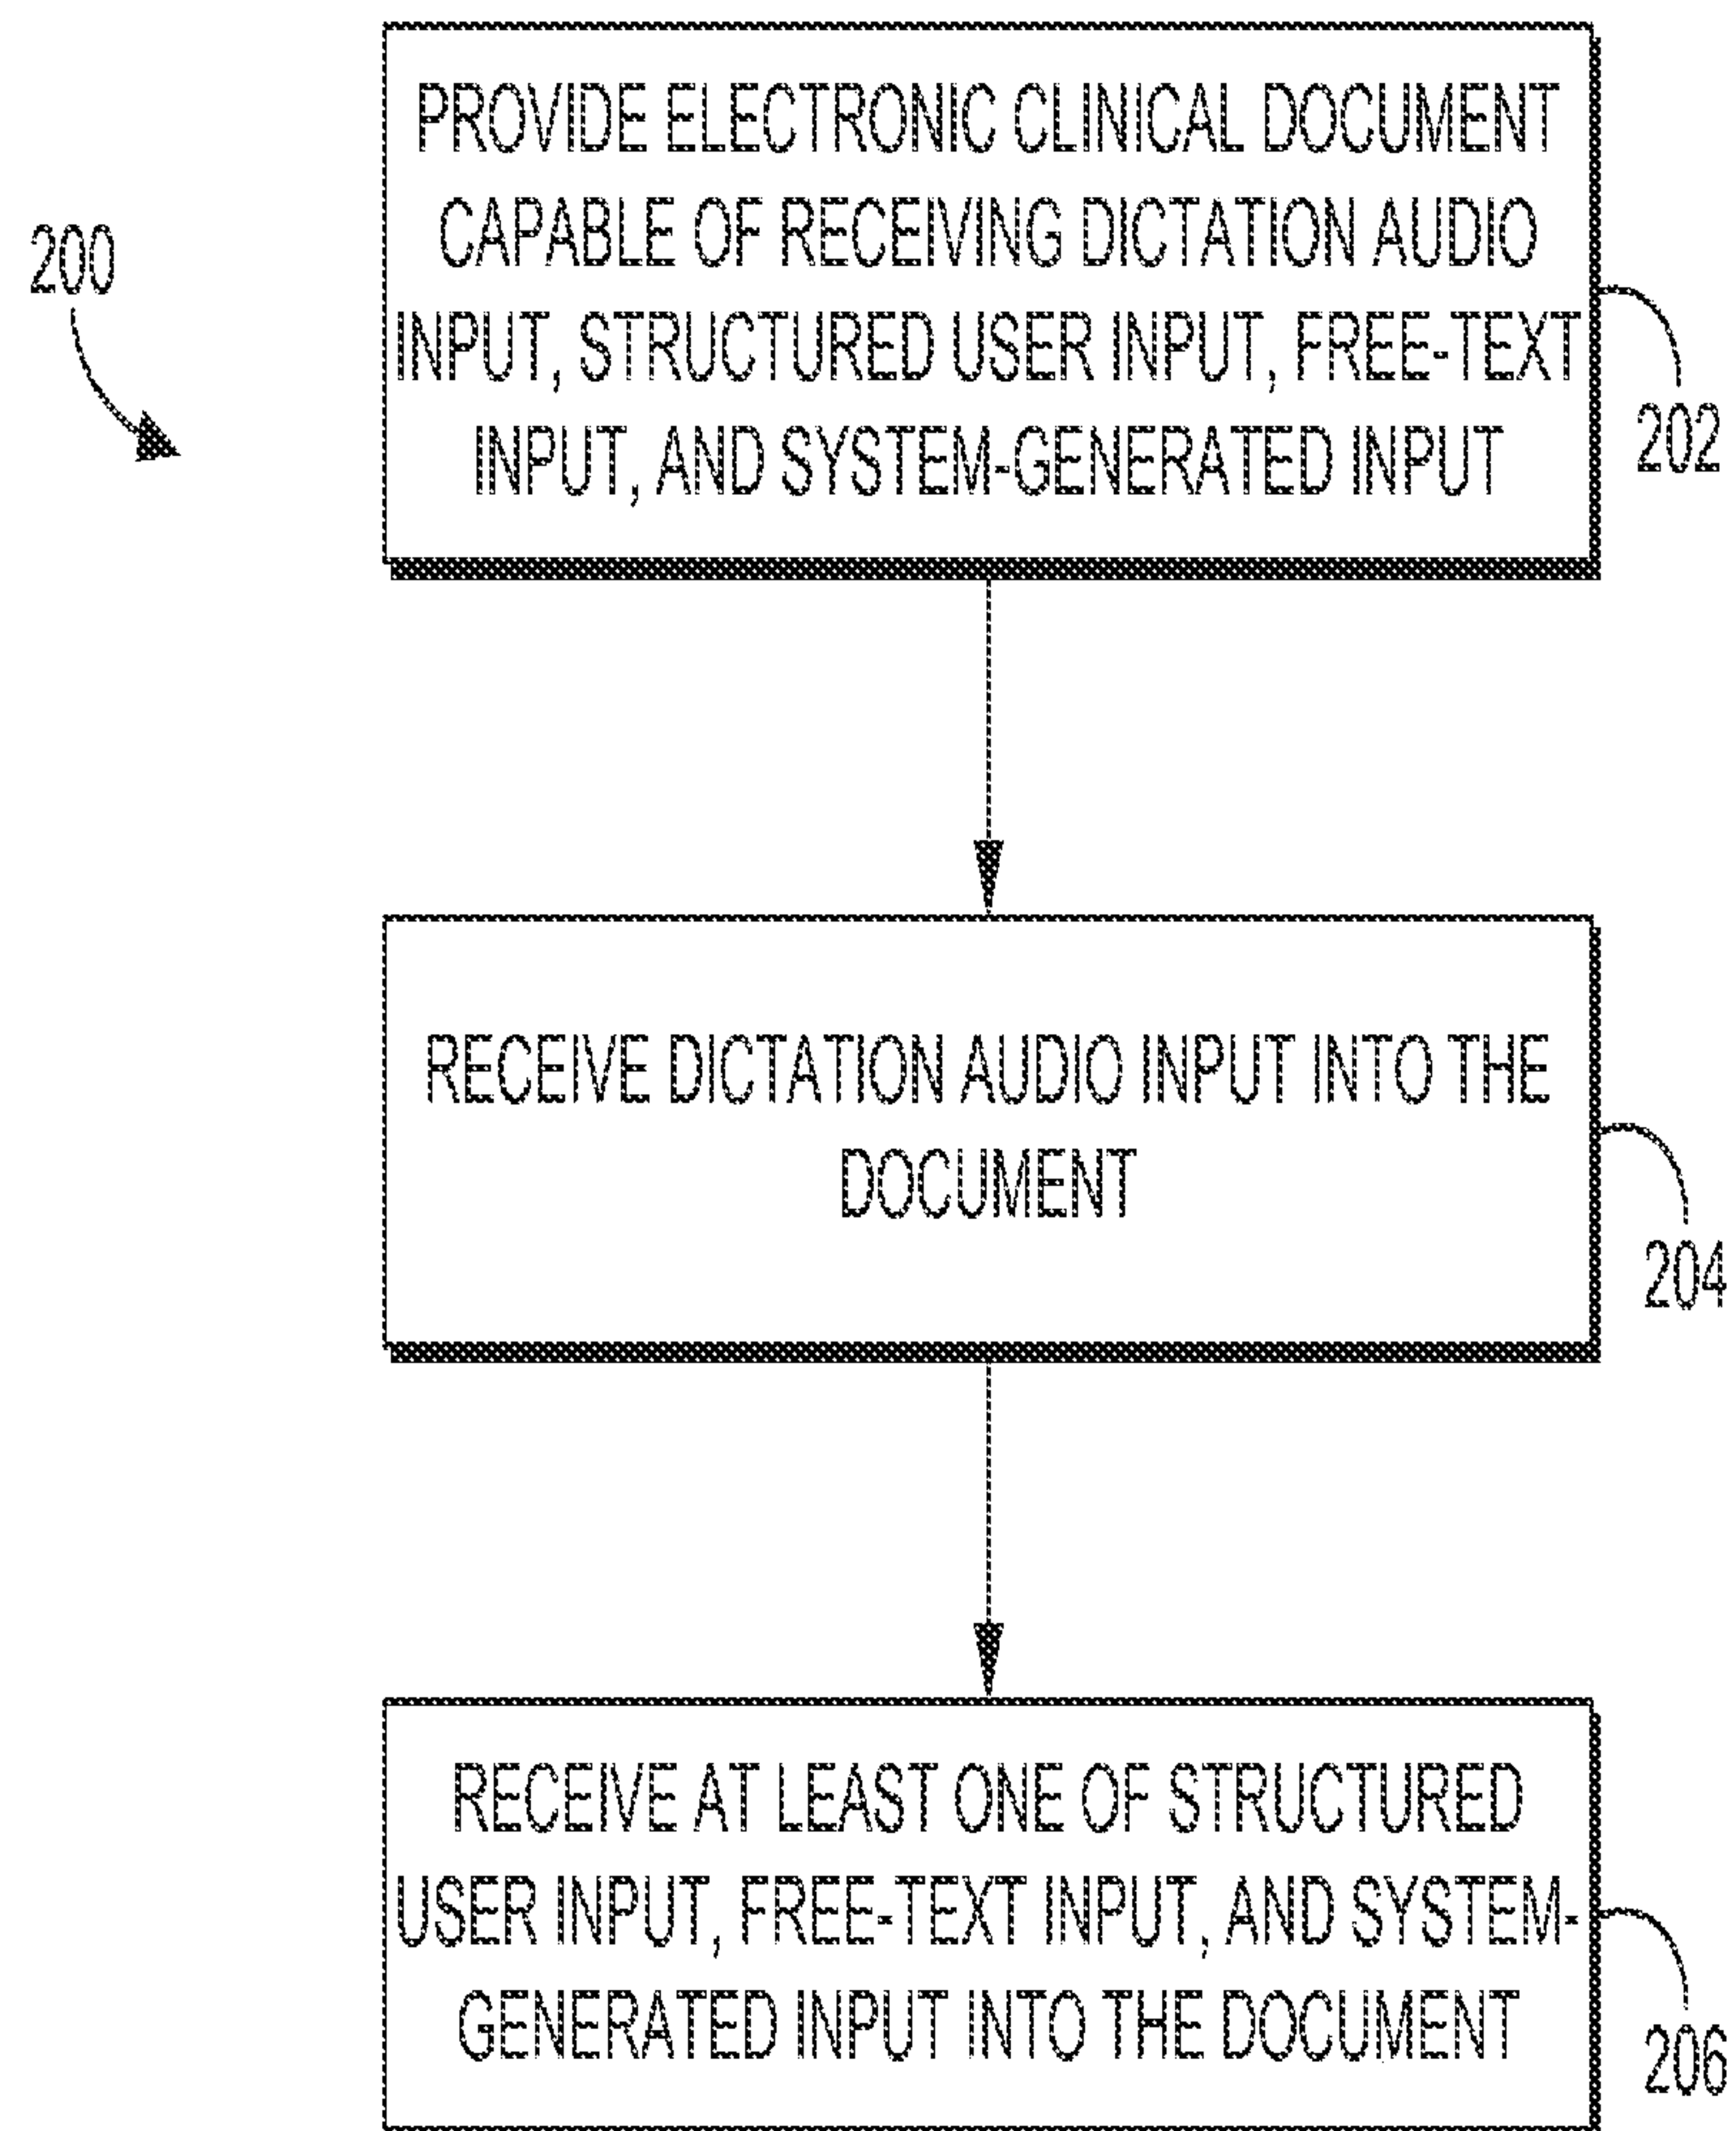 200
PROVIDE ELECTRONIC CLINICAL DOCUMENT
CAPABLE OF RECEIVING DICTATION AUDIO
INPUT, STRUCTURED USER INPUT, FREE-TEXT
INPUT, AND SYSTEM-GENERATED INPUT
202
RECEIVE DICTATION AUDIO INPUT INTO THE
DOCUMENT
204
RECEIVE AT LEAST ONE OF STRUCTURED
USER INPUT, FREE-TEXT INPUT, AND SYSTEM-
GENERATED INPUT INTO THE DOCUMENT
206